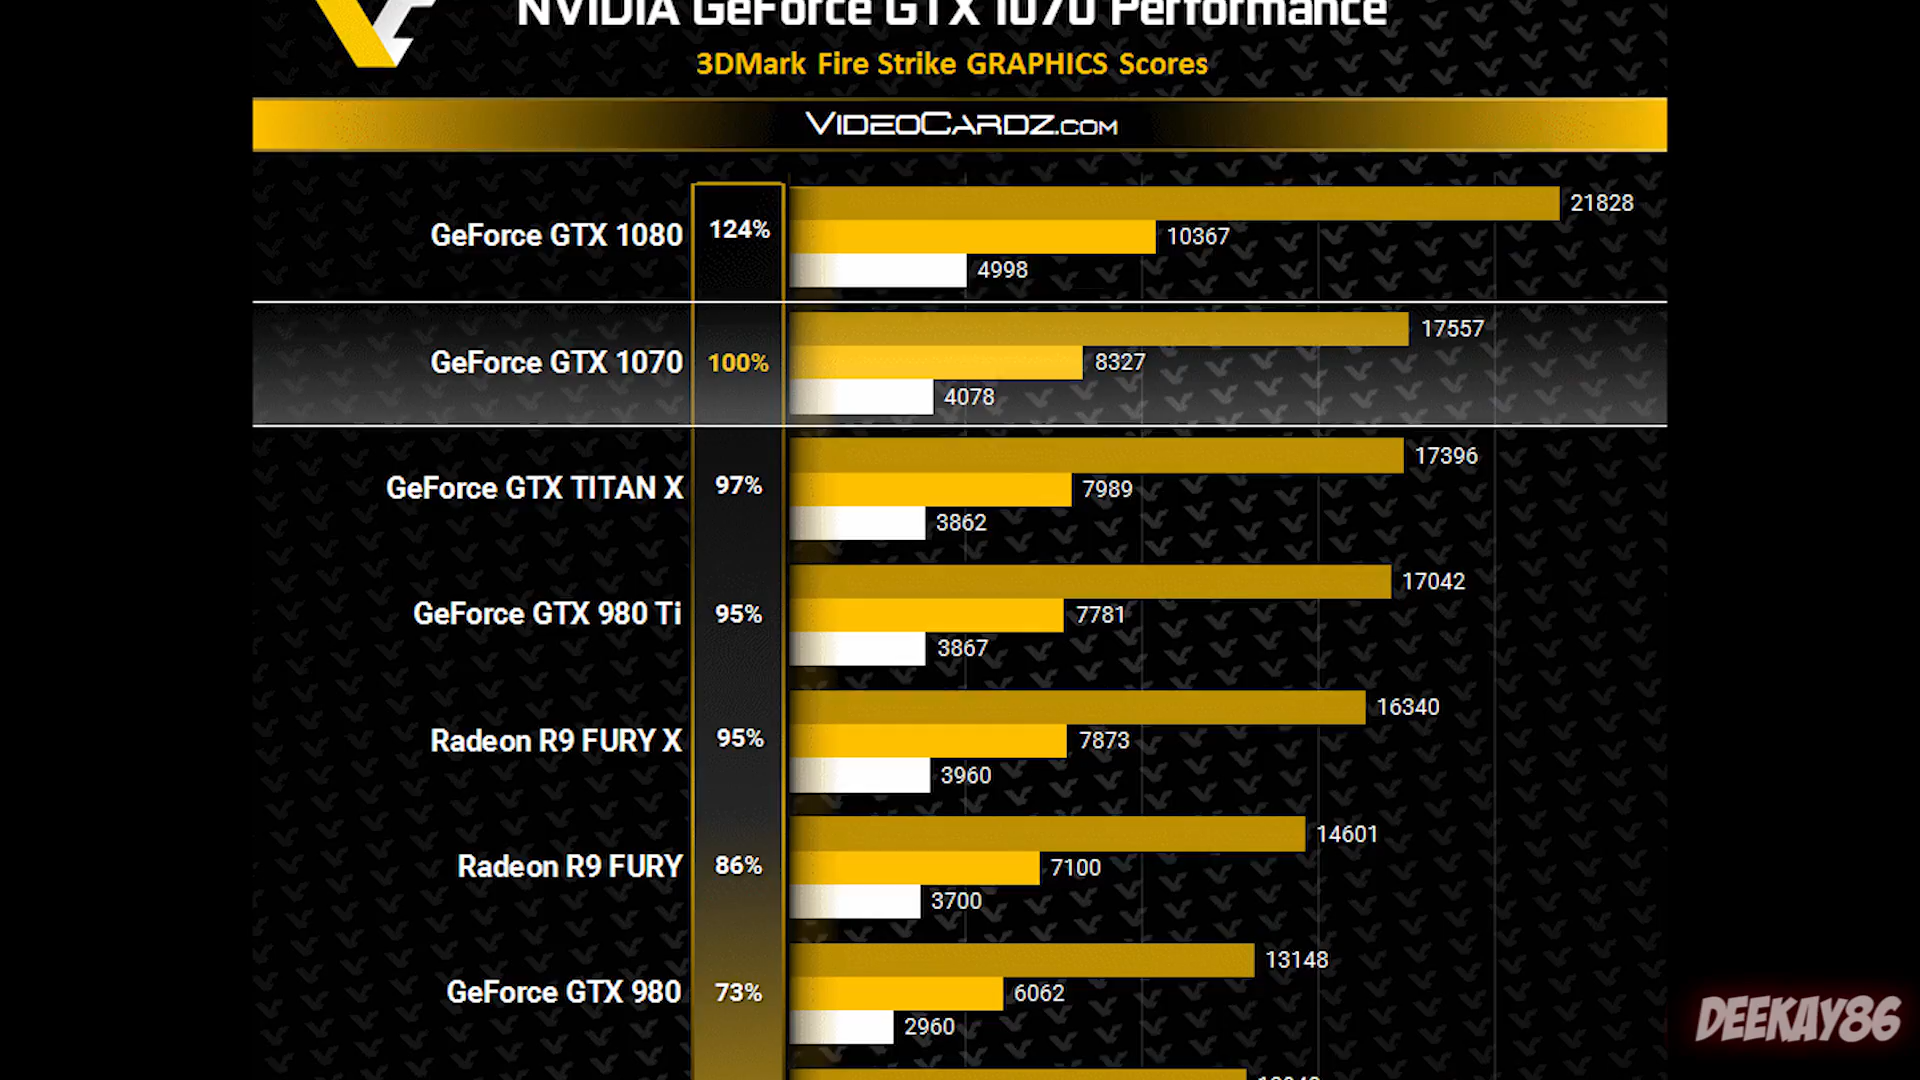 NVIDIA GeForce GTX 1070 Performance
3DMark Fire Strike GRAPHICS Scores
VIDEOCARDZ.COM
GeForce GTX 1080 124% 21828
10367
4998
GeForce GTX 1070 100% 17557
8327
4078
GeForce GTX TITAN X 97% 17396
7989
3862
GeForce GTX 980 Ti 95% 17042
7781
3867
Radeon R9 FURY X 95% 16340
7873
3960
Radeon R9 FURY 86% 14601
7100
3700
GeForce GTX 980 73% 13148
6062
2960
DEEKAY86